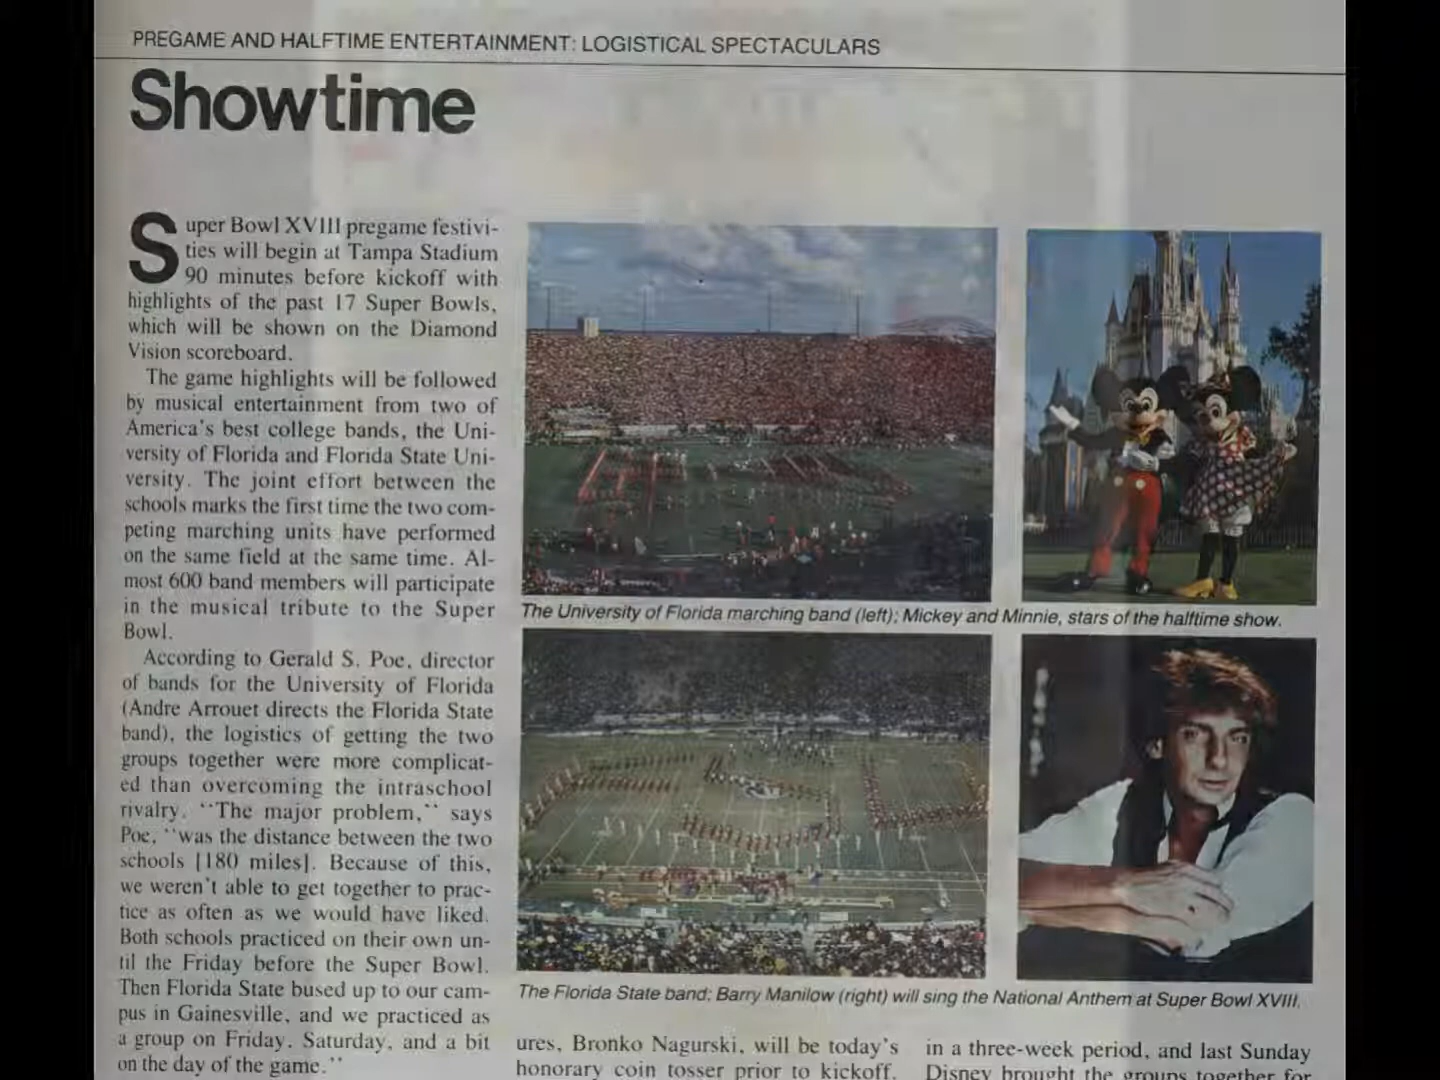 PREGAME AND HALFTIME ENTERTAINMENT: LOGISTICAL SPECTACULARS
Showtime
Super Bowl XVIII pregame festivi-
ties will begin at Tampa Stadium
90 minutes before kickoff with
highlights of the past 17 Super Bowls,
which will be shown on the Diamond
Vision scoreboard.
The game highlights will be followed
by musical entertainment from two of
America's best college bands, the Uni-
versity of Florida and Florida State Uni-
versity. The joint effort between the
schools marks the first time the two com-
peting marching units have performed
on the same field at the same time. Al-
most 600 band members will participate
in the musical tribute to the Super
Bowl.
According to Gerald S. Poe, director
of bands for the University of Florida
(Andre Arrouet directs the Florida State
band), the logistics of getting the two
groups together were more complicat-
ed than overcoming the intraschool
rivalry. ''The major problem,'' says
Poe, ''was the distance between the two
schools [180 miles]. Because of this,
we weren't able to get together to prac-
tice as often as we would have liked.
Both schools practiced on their own un-
til the Friday before the Super Bowl.
Then Florida State bused up to our cam-
pus in Gainesville, and we practiced as
a group on Friday, Saturday, and a bit
on the day of the game.''
The University of Florida marching band (left); Mickey and Minnie, stars of the halftime show.
The Florida State band; Barry Manilow (right) will sing the National Anthem at Super Bowl XVIII.
ures, Bronko Nagurski, will be today's
honorary coin tosser prior to kickoff.
in a three-week period, and last Sunday
Disney brought the groups together for